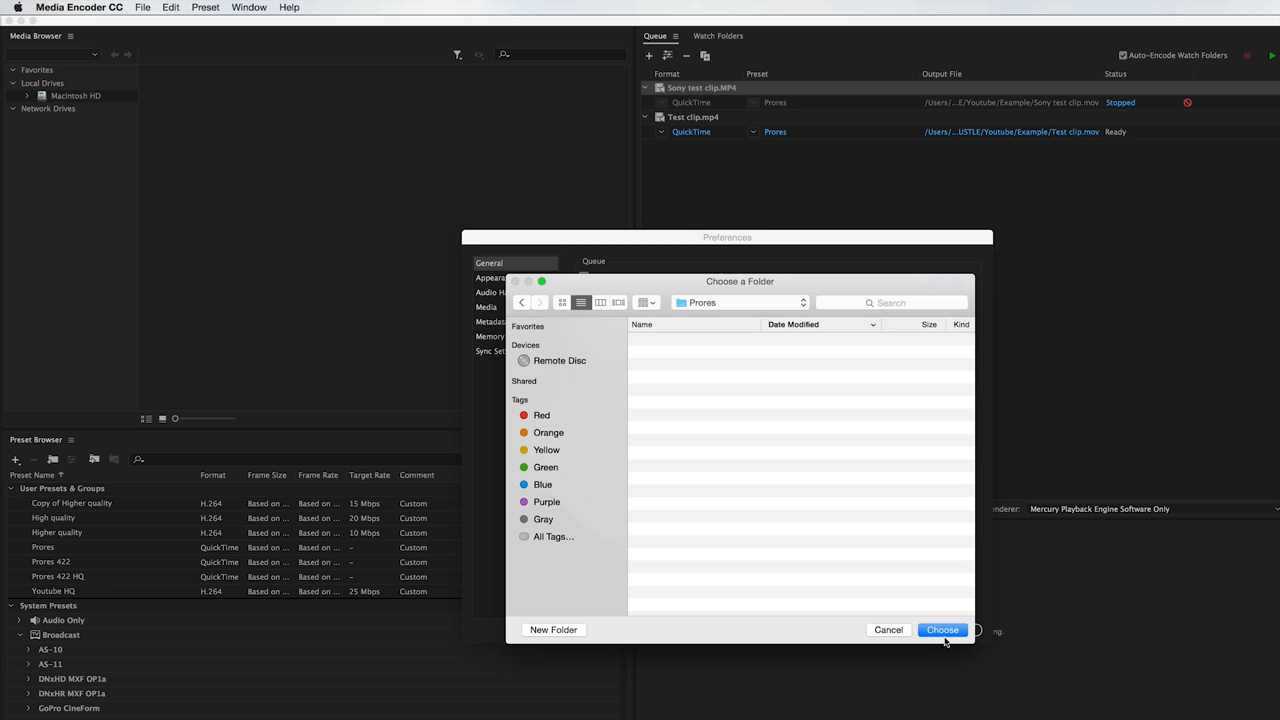 Media Encoder CC File Edit Preset Window Help
Media Browser
Queue Watch Folders
Auto-Encode Watch Folders
Favorites
Local Drives
Macintosh HD
Network Drives
Format Preset Output File Status
Sony test clip.MP4
QuickTime Prores /Users/...E/Youtube/Example/Sony test clip.mov Stopped
Test clip.mp4
QuickTime Prores /Users/...USTLE/Youtube/Example/Test clip.mov Ready
Preferences
General
Queue
Appeara
Audio Ha
Media
Metadat
Memory
Sync Set
Choose a Folder
Prores
Search
Favorites
Devices
Remote Disc
Shared
Tags
Red
Orange
Yellow
Green
Blue
Purple
Gray
All Tags...
Name Date Modified Size Kind
New Folder Cancel Choose
ng.
enderer: Mercury Playback Engine Software Only
Preset Browser
Preset Name Format Frame Size Frame Rate Target Rate Comment
User Presets & Groups
Copy of Higher quality H.264 Based on ... Based on ... 15 Mbps Custom
High quality H.264 Based on ... Based on ... 20 Mbps Custom
Higher quality H.264 Based on ... Based on ... 10 Mbps Custom
Prores QuickTime Based on ... Based on ... – Custom
Prores 422 QuickTime Based on ... Based on ... – Custom
Prores 422 HQ QuickTime Based on ... Based on ... – Custom
Youtube HQ H.264 Based on ... Based on ... 25 Mbps Custom
System Presets
Audio Only
Broadcast
AS-10
AS-11
DNxHD MXF OP1a
DNxHR MXF OP1a
GoPro CineForm